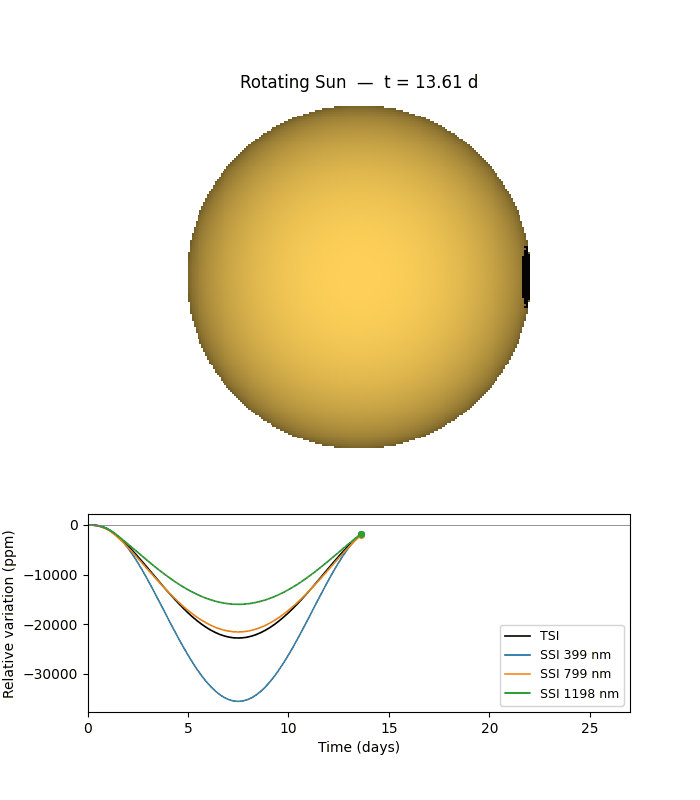 Rotating Sun — t = 13.61 d
Relative variation (ppm)
0
−10000
−20000
−30000
TSI
SSI 399 nm
SSI 799 nm
SSI 1198 nm
0 5 10 15 20 25
Time (days)